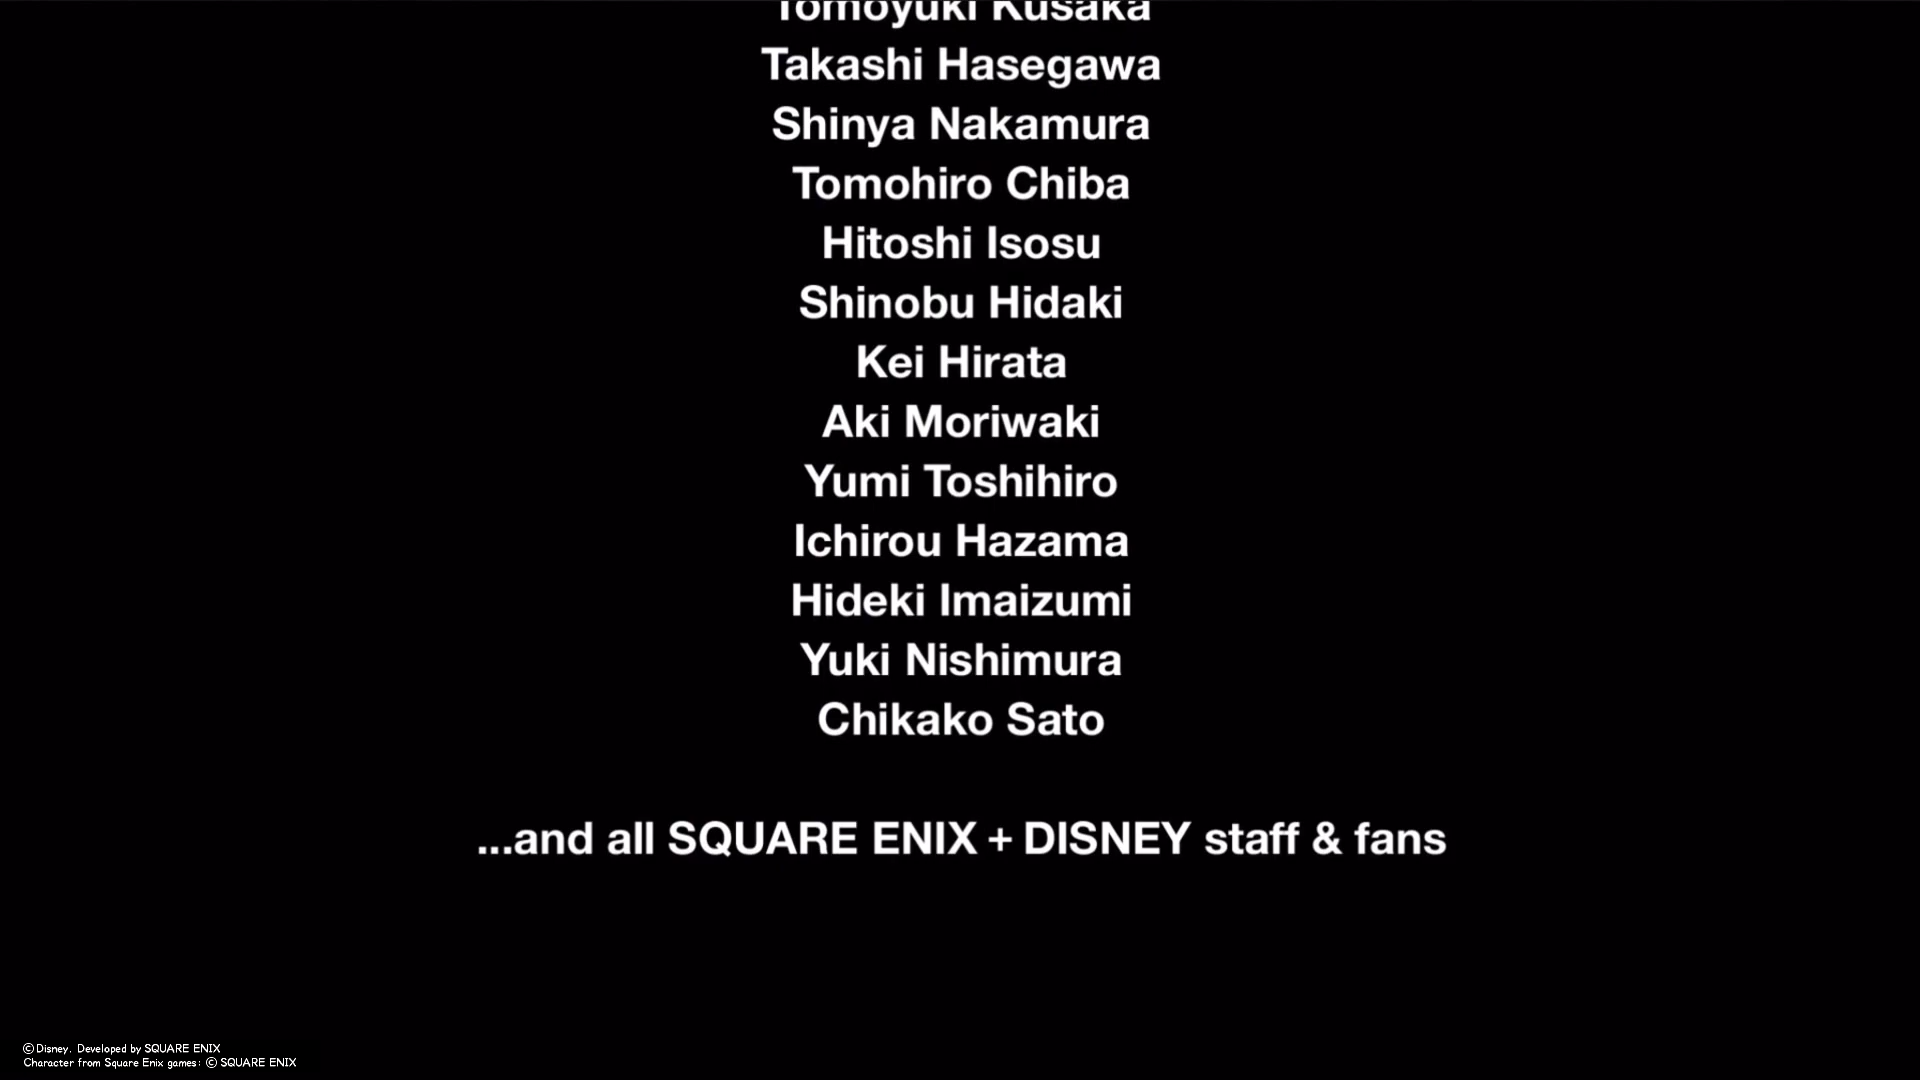 Tomoyuki Kusaka
Takashi Hasegawa
Shinya Nakamura
Tomohiro Chiba
Hitoshi Isosu
Shinobu Hidaki
Kei Hirata
Aki Moriwaki
Yumi Toshihiro
Ichirou Hazama
Hideki Imaizumi
Yuki Nishimura
Chikako Sato
...and all SQUARE ENIX + DISNEY staff & fans
©Disney. Developed by SQUARE ENIX
Character from Square Enix games: © SQUARE ENIX